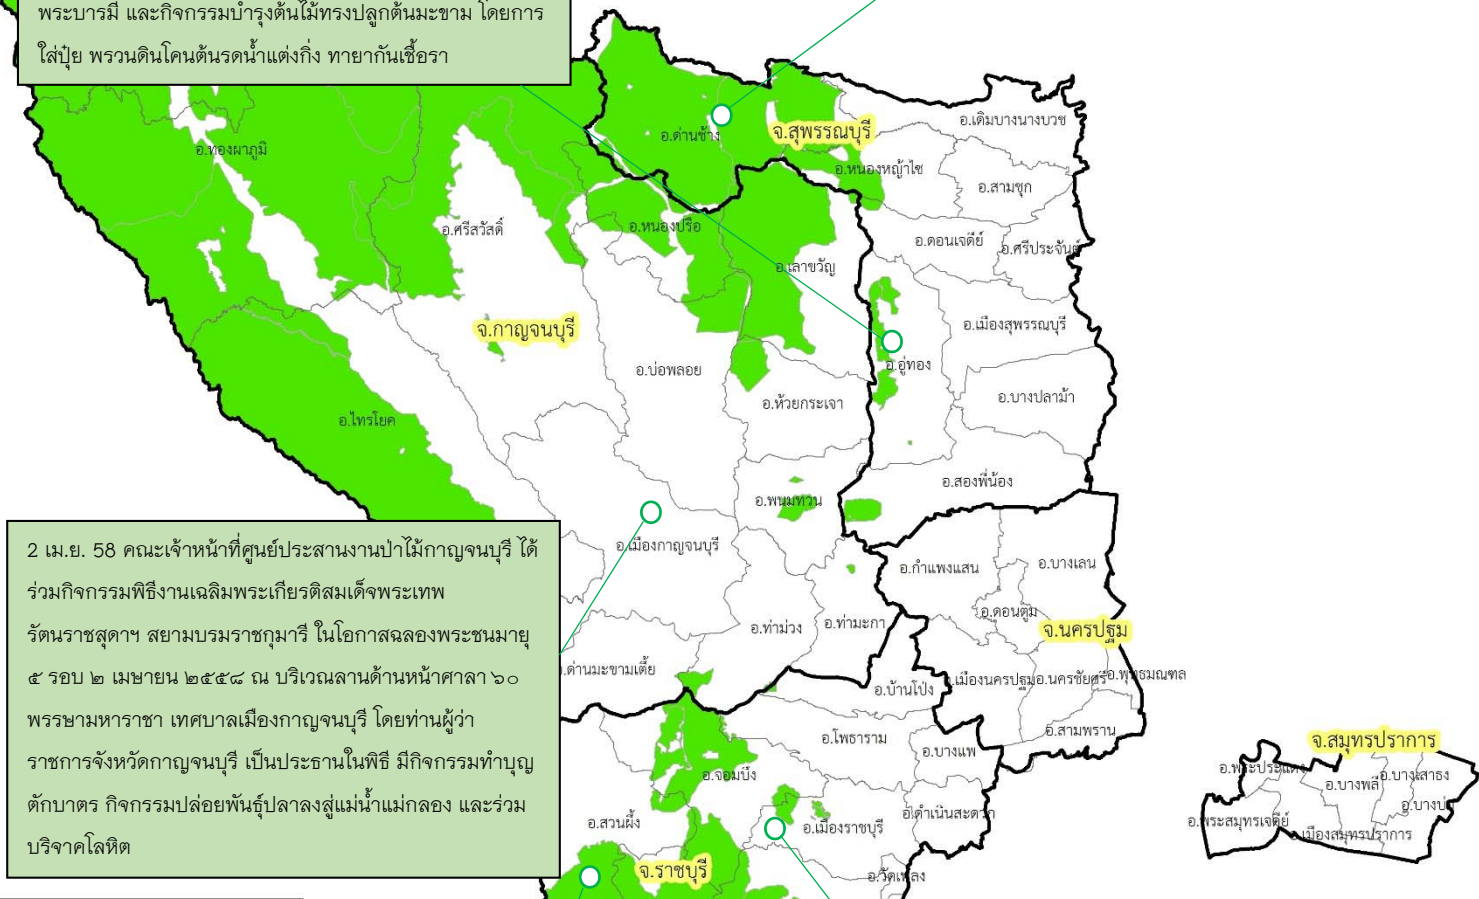 พระบารมี และกิจกรรมบำรุงต้นไม้ทรงปลูกต้นมะขาม โดยการ
ใส่ปุ๋ย พรวนดินโคนต้นรดน้ำแต่งกิ่ง ทายากันเชื้อรา
อ.เดิมบางนางบวช
อ.ด่านช้าง
จ.สุพรรณบุรี
อ.ทองผาภูมิ
อ.หนองหญ้าไซ
อ.สามชุก
อ.ศรีสวัสดิ์
อ.หนองปรือ
อ.ดอนเจดีย์
อ.ศรีประจันต์
อ.เลาขวัญ
จ.กาญจนบุรี
อ.เมืองสุพรรณบุรี
อ.บ่อพลอย
อ.อู่ทอง
อ.ห้วยกระเจา
อ.บางปลาม้า
อ.ไทรโยค
อ.สองพี่น้อง
อ.พนมทวน
2 เม.ย. 58 คณะเจ้าหน้าที่ศูนย์ประสานงานป่าไม้กาญจนบุรี ได้
ร่วมกิจกรรมพิธีงานเฉลิมพระเกียรติสมเด็จพระเทพ
รัตนราชสุดาฯ สยามบรมราชกุมารี ในโอกาสฉลองพระชนมายุ
๕ รอบ ๒ เมษายน ๒๕๕๘ ณ บริเวณลานด้านหน้าศาลา ๖๐
พรรษามหาราชา เทศบาลเมืองกาญจนบุรี โดยท่านผู้ว่า
ราชการจังหวัดกาญจนบุรี เป็นประธานในพิธี มีกิจกรรมทำบุญ
ตักบาตร กิจกรรมปล่อยพันธุ์ปลาลงสู่แม่น้ำแม่กลอง และร่วม
บริจาคโลหิต
อ.เมืองกาญจนบุรี
อ.กำแพงแสน
อ.บางเลน
อ.ดอนตูม
อ.ท่าม่วง
อ.ท่ามะกา
จ.นครปฐม
อ.ด่านมะขามเตี้ย
อ.บ้านโป่ง
อ.เมืองนครปฐม
อ.นครชัยศรี
อ.พุทธมณฑล
อ.สามพราน
อ.โพธาราม
อ.บางแพ
อ.จอมบึง
จ.สมุทรปราการ
อ.พระประแดง
อ.บางพลี
อ.บางเสาธง
อ.บางบ่อ
อ.สวนผึ้ง
อ.เมืองราชบุรี
อ.ดำเนินสะดวก
อ.พระสมุทรเจดีย์
อ.เมืองสมุทรปราการ
จ.ราชบุรี
อ.วัดเพลง